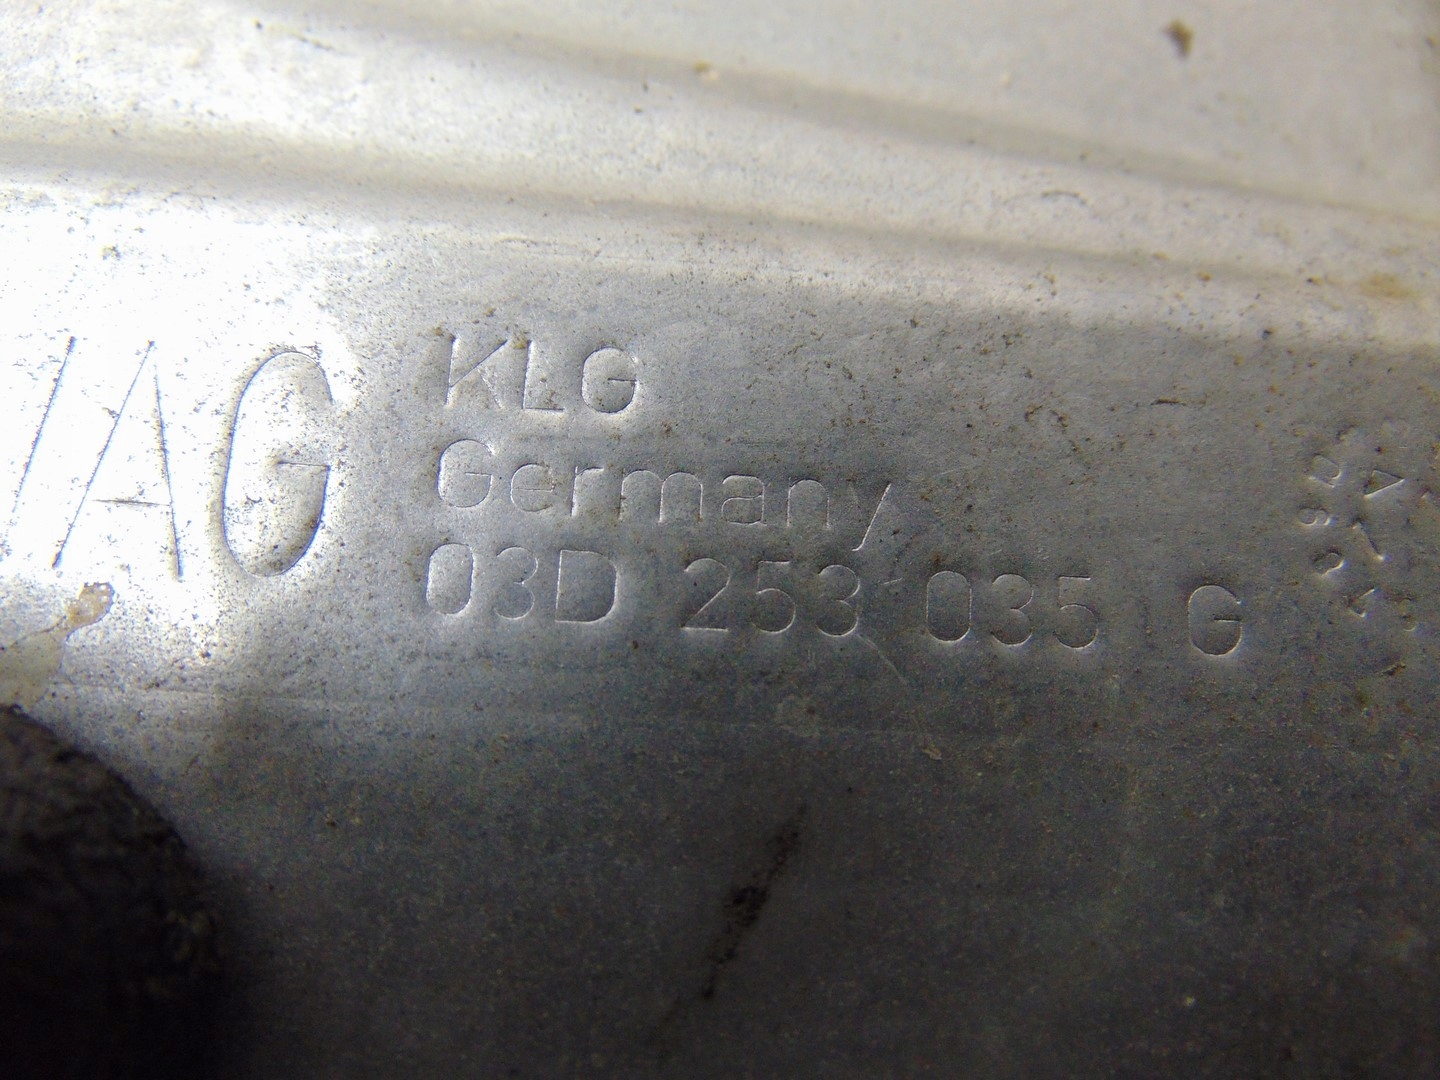 VAG
KLG
Germany
03D 253 035 G